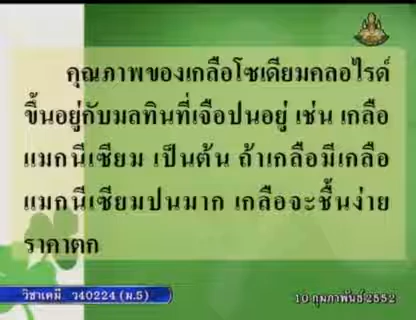 คุณภาพของเกลือโซเดียมคลอไรด์
ขึ้นอยู่กับมลทินที่เจือปนอยู่ เช่น เกลือ
แมกนีเซียม เป็นต้น ถ้าเกลือมีเกลือ
แมกนีเซียมปนมาก เกลือจะชื้นง่าย
ราคาตก
วิชาเคมี ว40224 (ม.5)
10 กุมภาพันธ์ 2552